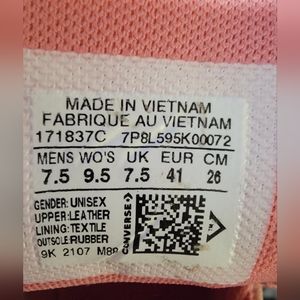 MADE IN VIETNAM
FABRIQUE AU VIETNAM
171837C 7P8L595K00072
MENS WO'S UK EUR CM
7.5 9.5 7.5 41 26
GENDER: UNISEX
UPPER: LEATHER
LINING: TEXTILE
OUTSOLE: RUBBER
9K 2107 M88
CONVERSE